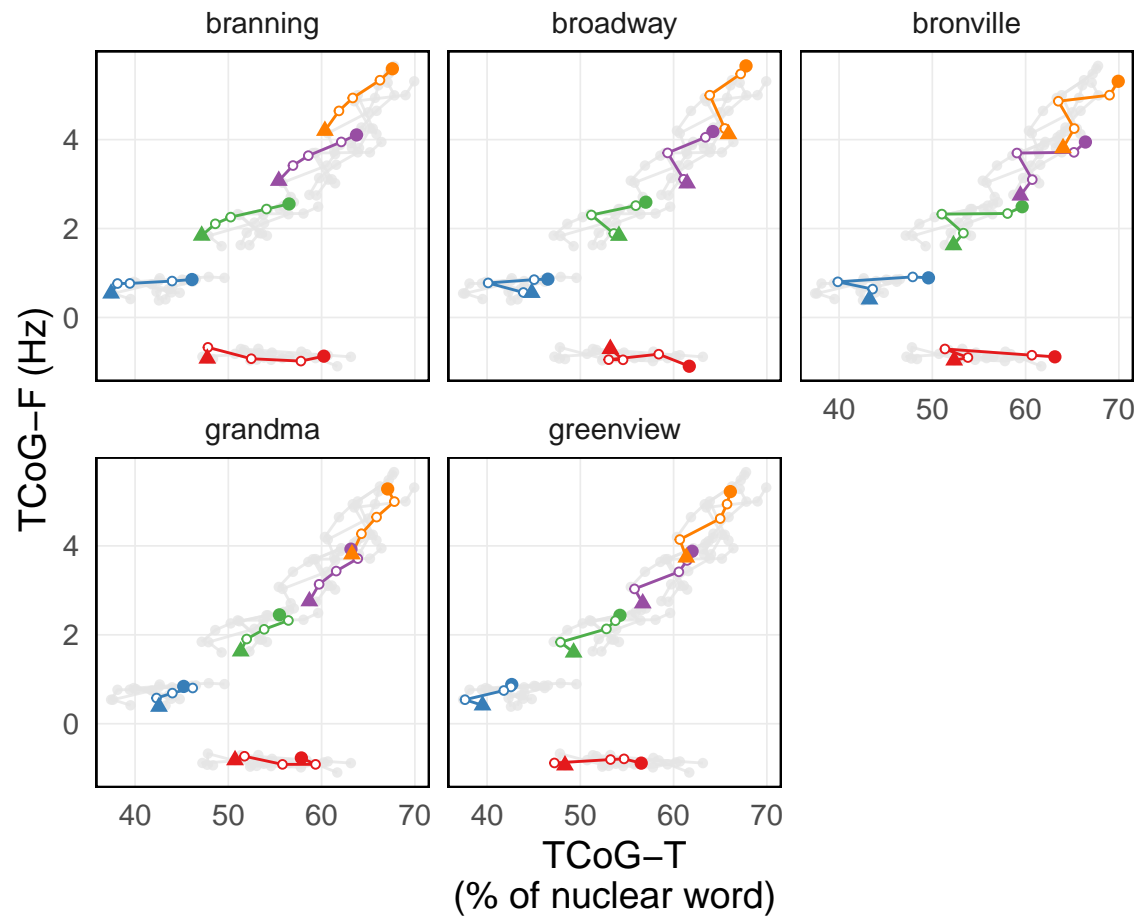 branning
broadway
bronville
4
2
0
40 50 60 70
grandma
greenview
4
2
0
40 50 60 70
40 50 60 70
TCoG−F (Hz)
TCoG−T
(% of nuclear word)